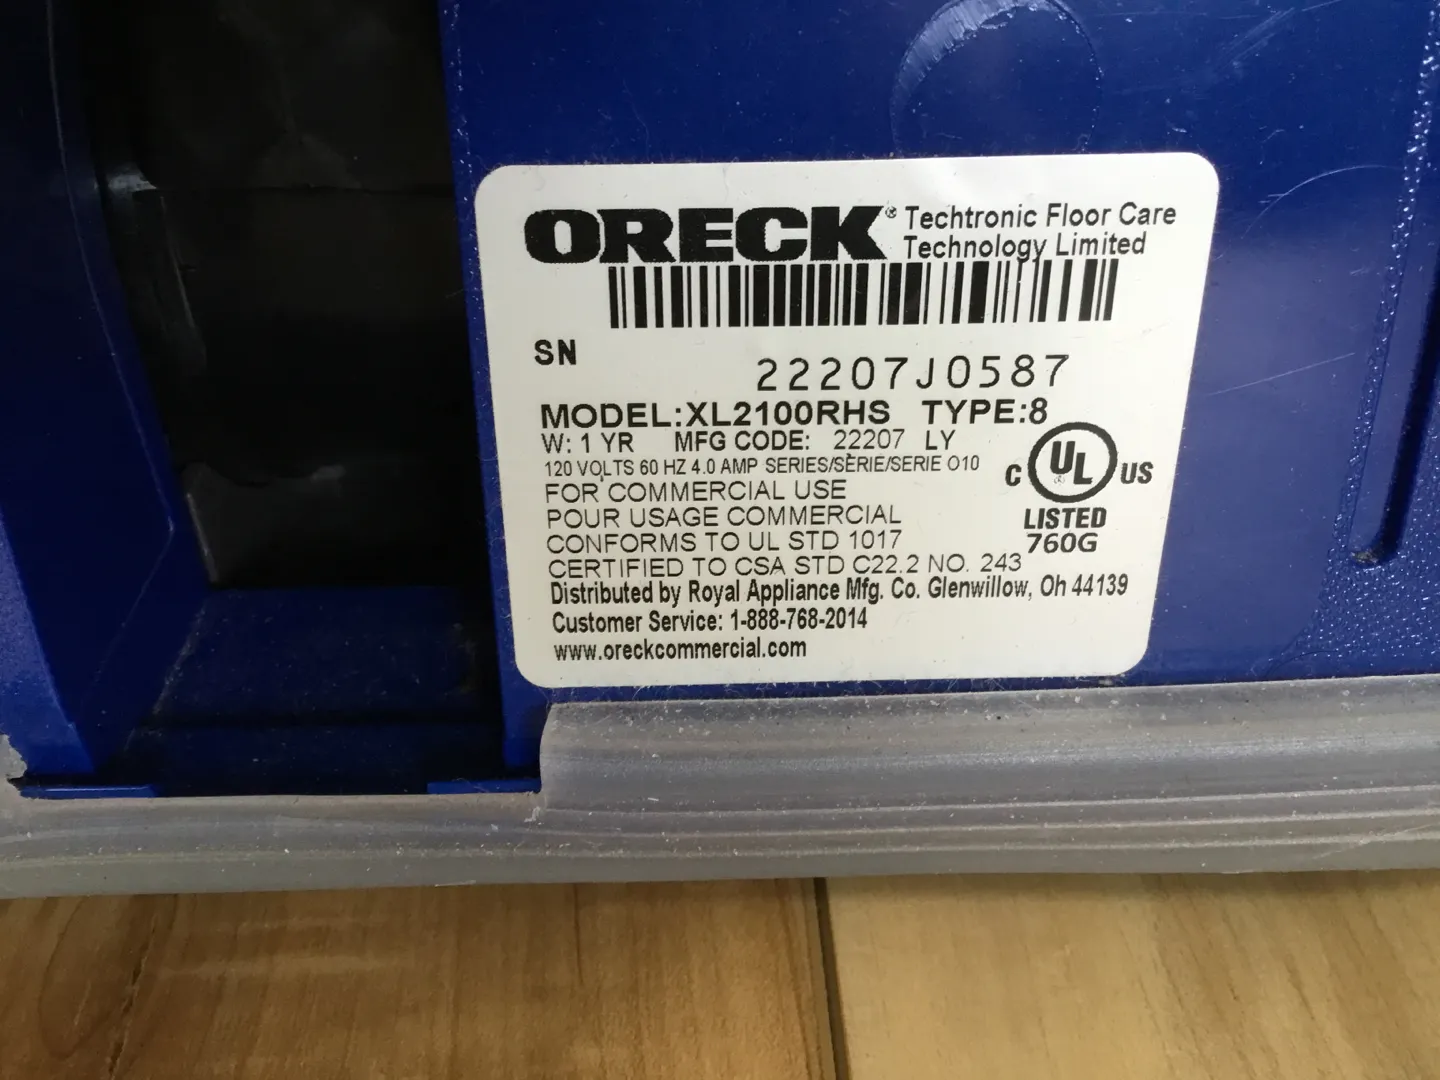 ORECK® Techtronic Floor Care
Technology Limited
SN
22207J0587
MODEL:XL2100RHS TYPE:8
W: 1 YR MFG CODE: 22207 LY
120 VOLTS 60 HZ 4.0 AMP SERIES/SÈRIE/SERIE O10
FOR COMMERCIAL USE
POUR USAGE COMMERCIAL
CONFORMS TO UL STD 1017
CERTIFIED TO CSA STD C22.2 NO. 243
C UL US
LISTED
760G
Distributed by Royal Appliance Mfg. Co. Glenwillow, Oh 44139
Customer Service: 1-888-768-2014
www.oreckcommercial.com